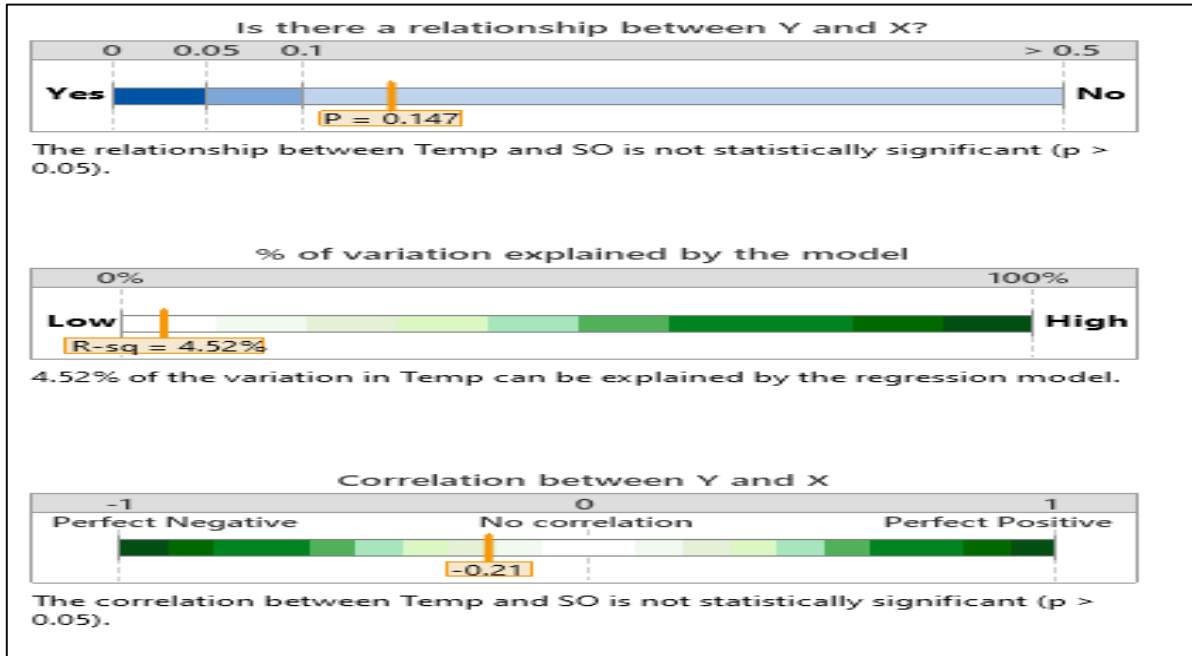 Is there a relationship between Y and X?
0 0.05 0.1 > 0.5
Yes No
P = 0.147
The relationship between Temp and SO is not statistically significant (p >
0.05).
% of variation explained by the model
0% 100%
Low High
R-sq = 4.52%
4.52% of the variation in Temp can be explained by the regression model.
Correlation between Y and X
-1 0 1
Perfect Negative No correlation Perfect Positive
-0.21
The correlation between Temp and SO is not statistically significant (p >
0.05).